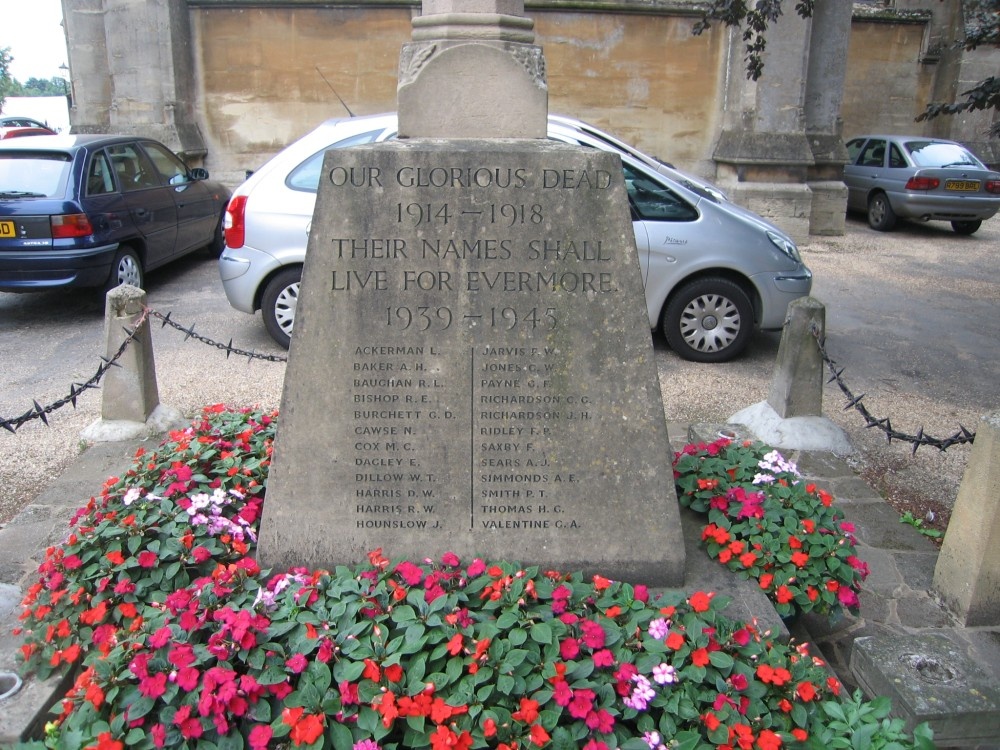 OUR GLORIOUS DEAD
1914-1918
THEIR NAMES SHALL
LIVE FOR EVERMORE.
1939-1945
ACKERMAN L.
BAKER A.H.
BAUGHAN R.L.
BISHOP R.E.
BURCHETT G.D.
CAWSE N.
COX M.C.
DAGLEY E.
DILLOW W.T.
HARRIS D.W.
HARRIS R.W.
HOUNSLOW J.
JARVIS P.W.
JONES C.W.
PAYNE G.F.
RICHARDSON C.G.
RICHARDSON J.H.
RIDLEY F.P.
SAXBY F.
SEARS A.J.
SIMMONDS A.E.
SMITH P.T.
THOMAS H.G.
VALENTINE G.A.
Picasso